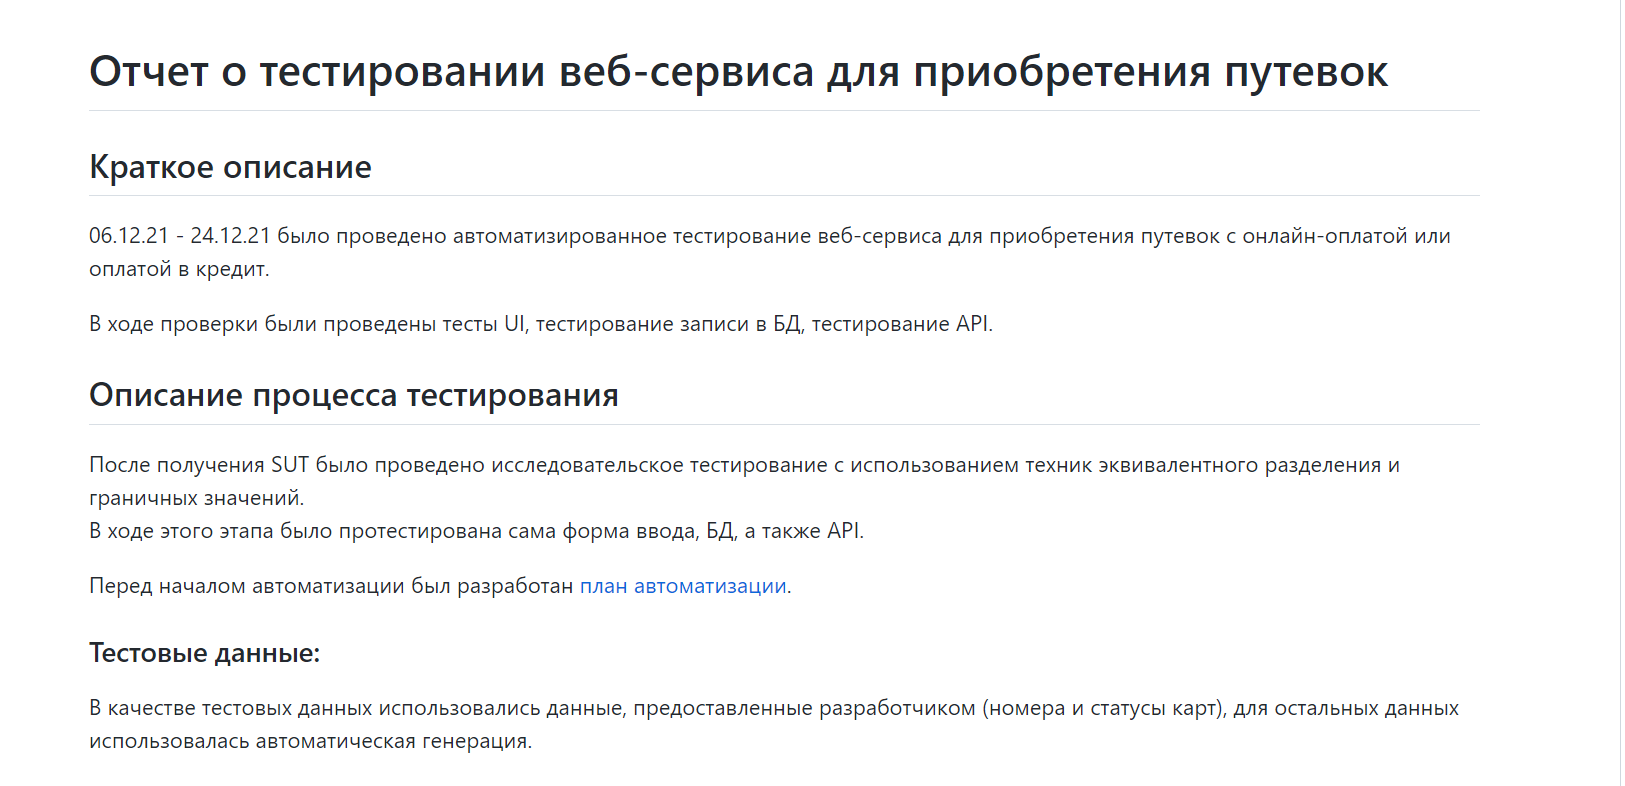 Отчет о тестировании веб-сервиса для приобретения путевок
Краткое описание
06.12.21 - 24.12.21 было проведено автоматизированное тестирование веб-сервиса для приобретения путевок с онлайн-оплатой или
оплатой в кредит.
В ходе проверки были проведены тесты UI, тестирование записи в БД, тестирование API.
Описание процесса тестирования
После получения SUT было проведено исследовательское тестирование с использованием техник эквивалентного разделения и
граничных значений.
В ходе этого этапа было протестирована сама форма ввода, БД, а также API.
Перед началом автоматизации был разработан план автоматизации.
Тестовые данные:
В качестве тестовых данных использовались данные, предоставленные разработчиком (номера и статусы карт), для остальных данных
использовалась автоматическая генерация.